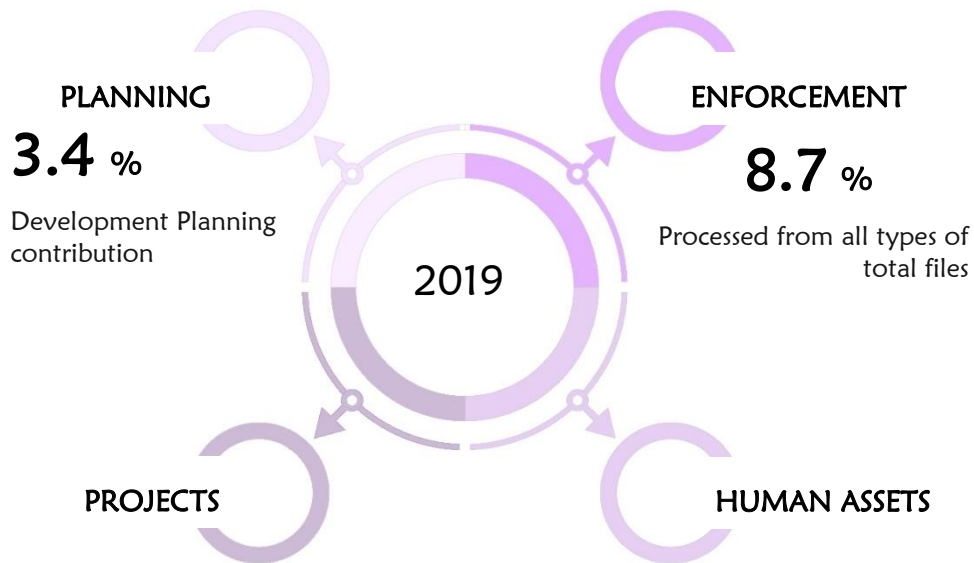 PLANNING
3.4 %
Development Planning
contribution
ENFORCEMENT
8.7 %
Processed from all types of
total files
2019
PROJECTS
HUMAN ASSETS